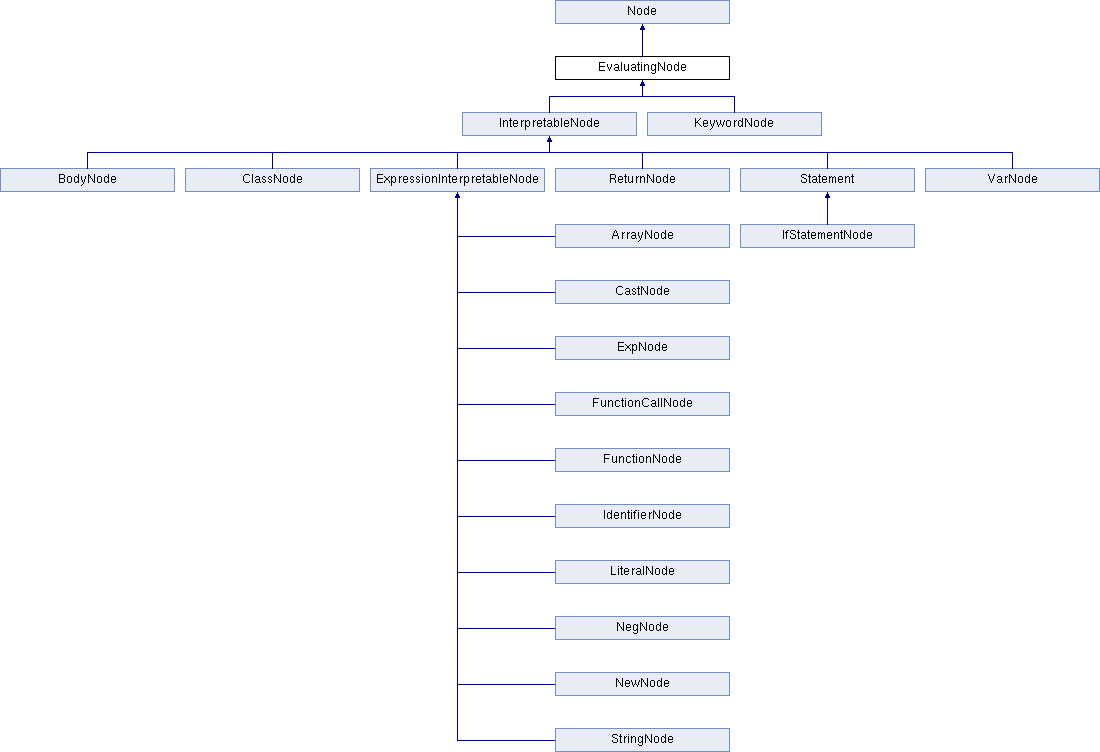 Node
EvaluatingNode
InterpretableNode KeywordNode
BodyNode ClassNode ExpressionInterpretableNode ReturnNode Statement VarNode
ArrayNode IfStatementNode
CastNode
ExpNode
FunctionCallNode
FunctionNode
IdentifierNode
LiteralNode
NegNode
NewNode
StringNode